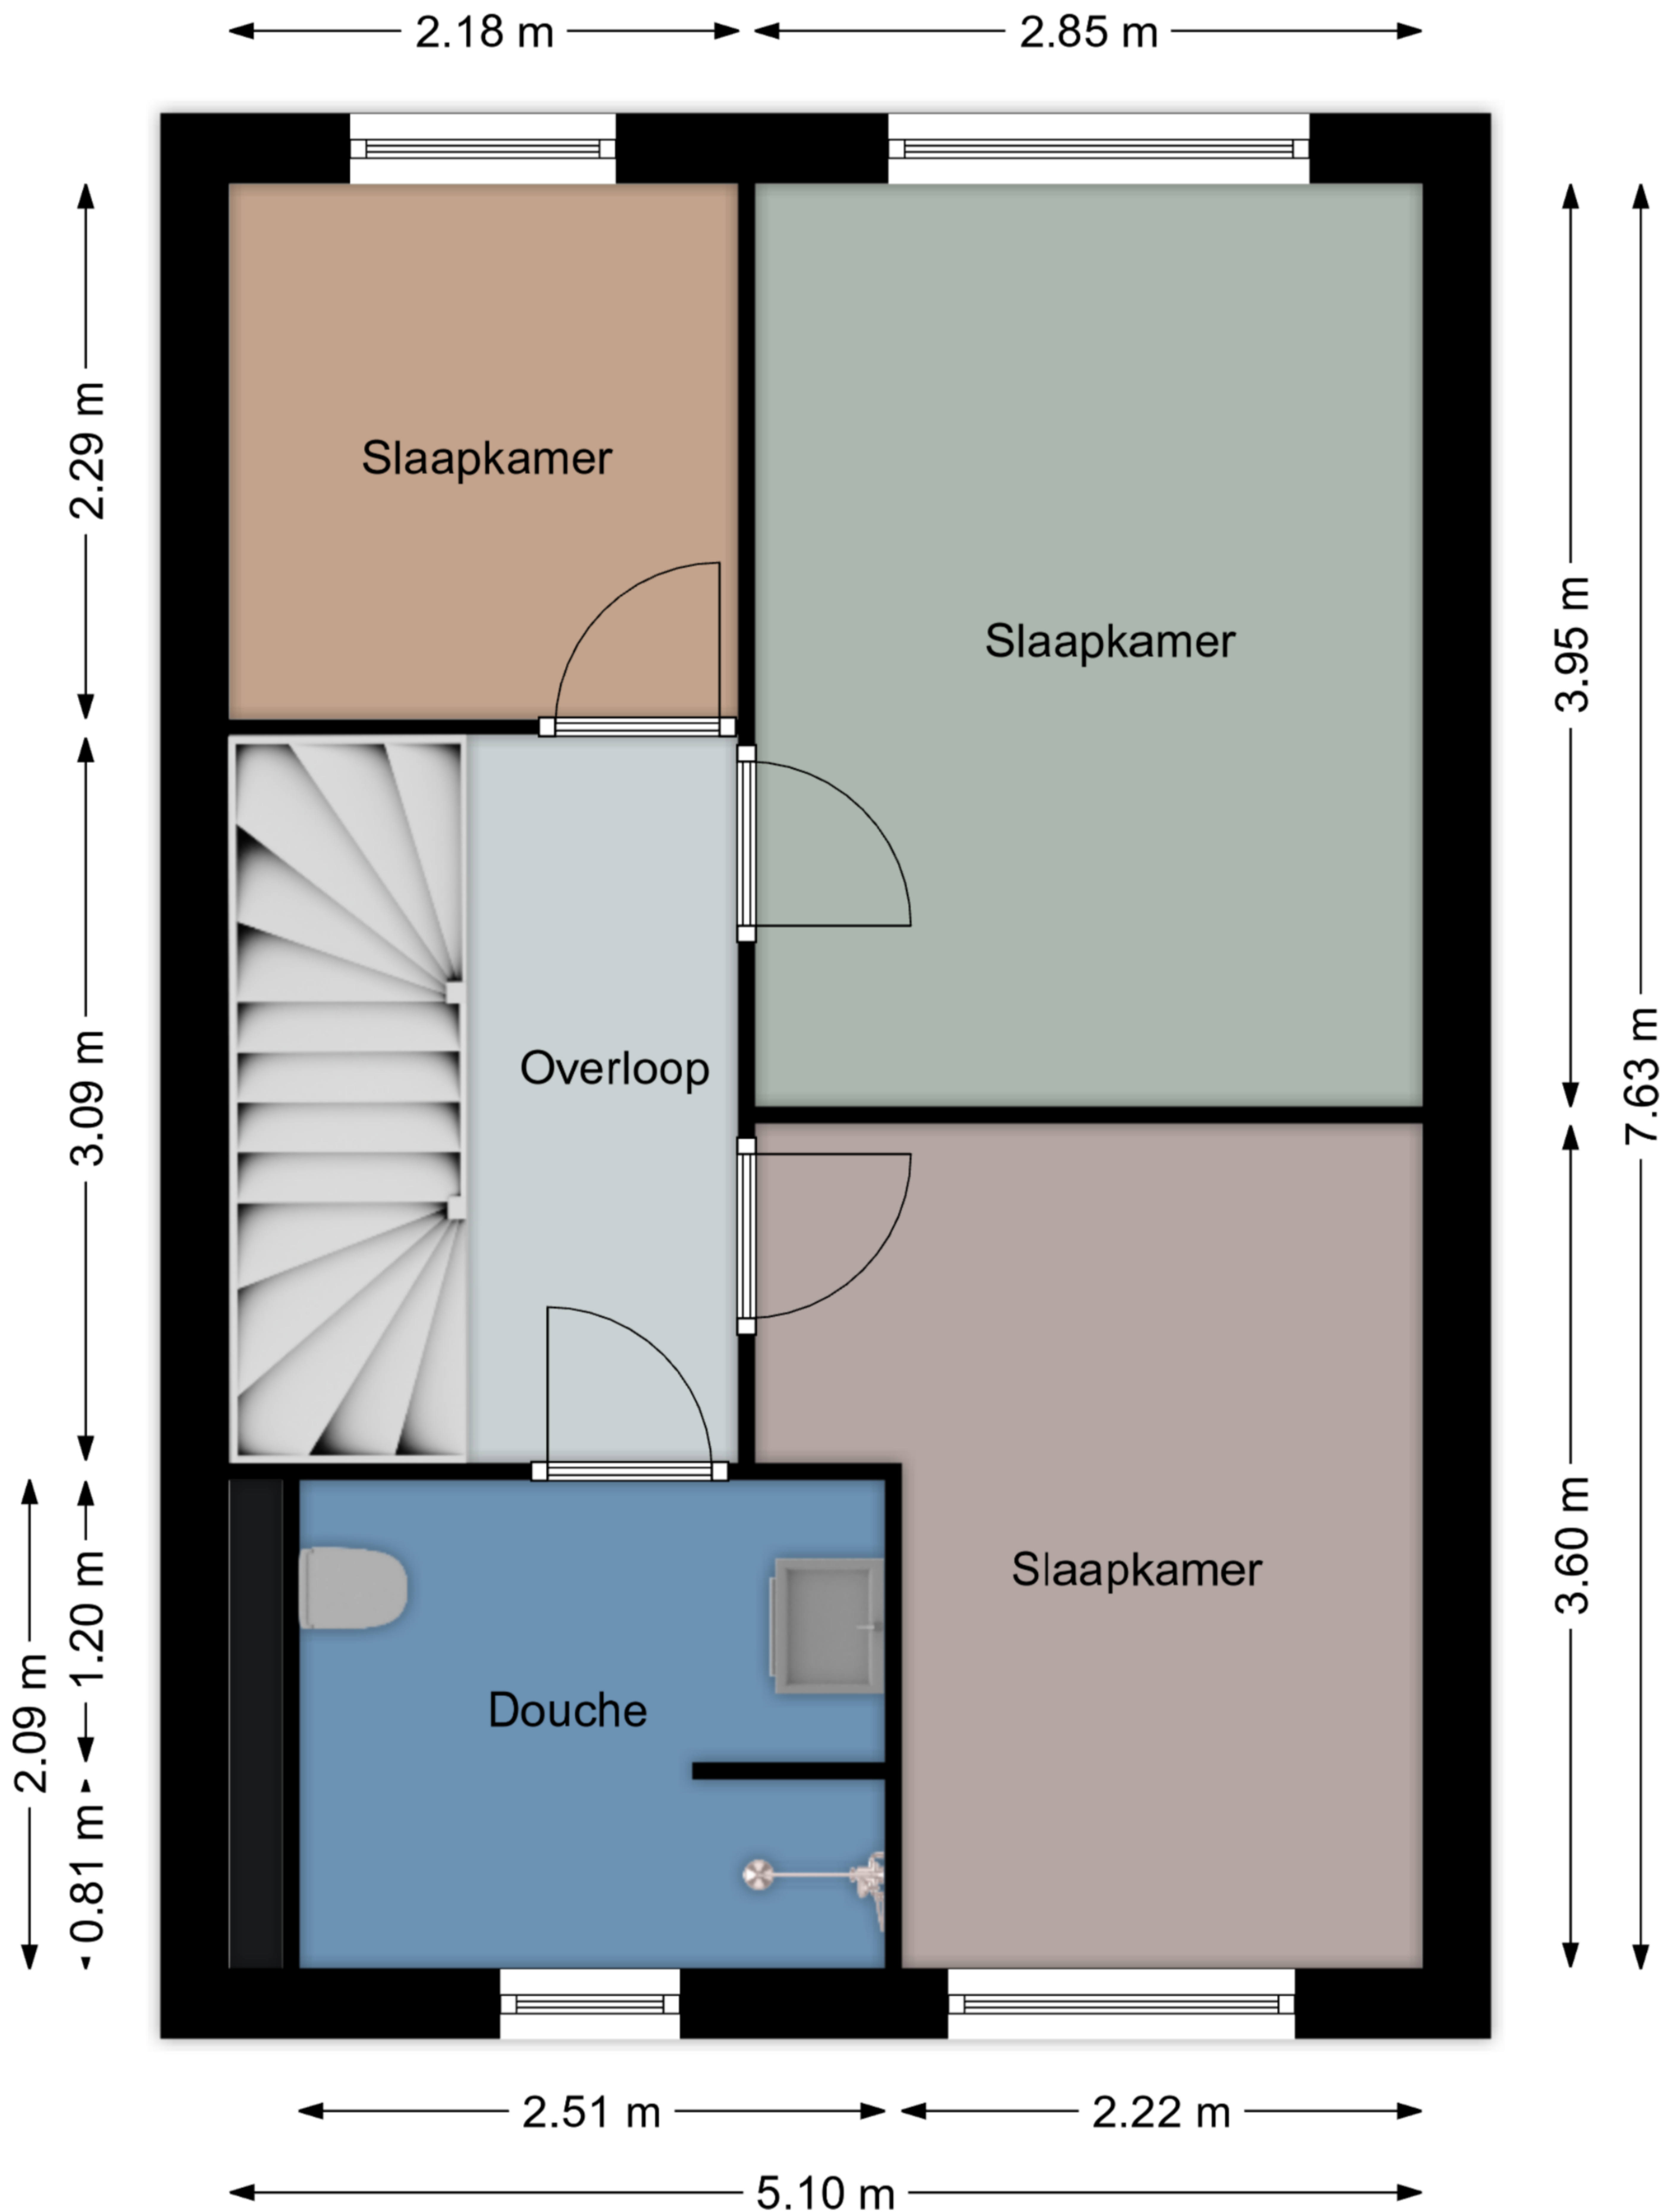 2.18 m
2.85 m
2.29 m
Slaapkamer
Slaapkamer
3.95 m
7.63 m
3.09 m
Overloop
Slaapkamer
3.60 m
1.20 m
2.09 m
Douche
0.81 m
2.51 m
2.22 m
5.10 m